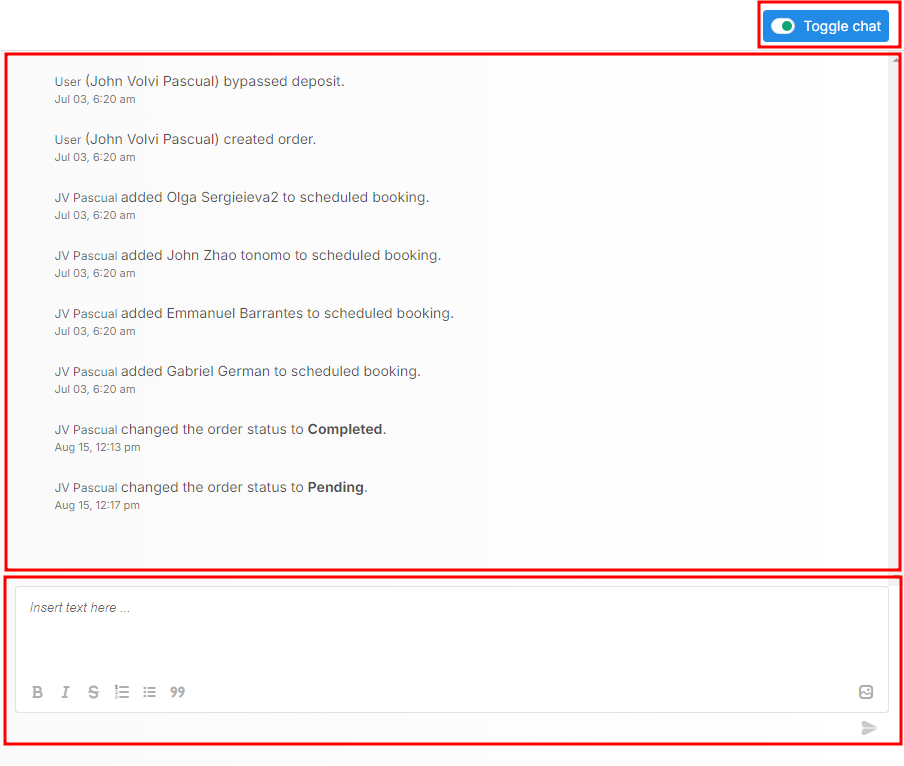 Toggle chat
User (John Volvi Pascual) bypassed deposit.
Jul 03, 6:20 am
User (John Volvi Pascual) created order.
Jul 03, 6:20 am
JV Pascual added Olga Sergieieva2 to scheduled booking.
Jul 03, 6:20 am
JV Pascual added John Zhao tonomo to scheduled booking.
Jul 03, 6:20 am
JV Pascual added Emmanuel Barrantes to scheduled booking.
Jul 03, 6:20 am
JV Pascual added Gabriel German to scheduled booking.
Jul 03, 6:20 am
JV Pascual changed the order status to Completed.
Aug 15, 12:13 pm
JV Pascual changed the order status to Pending.
Aug 15, 12:17 pm
Insert text here ...
B I S